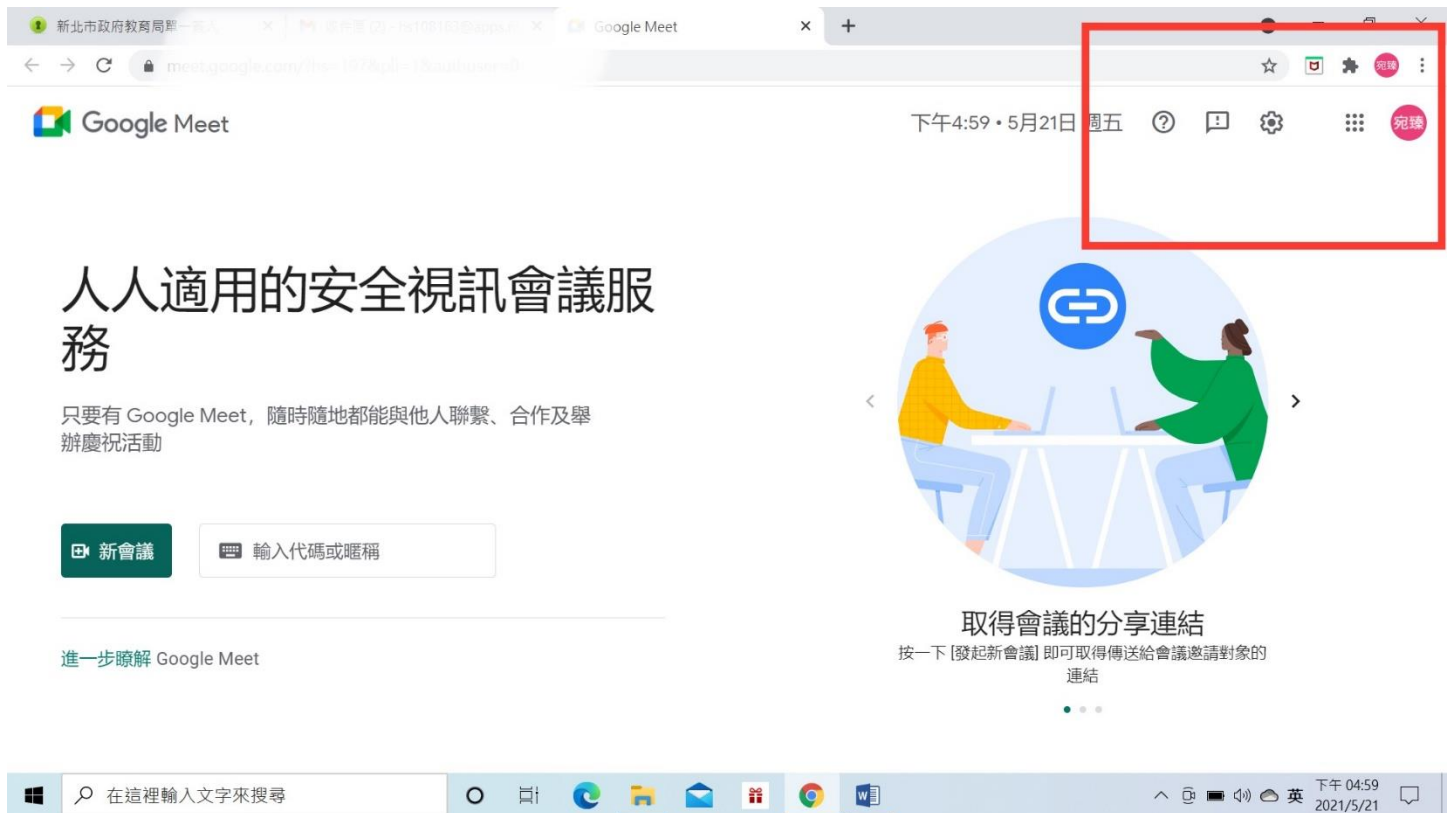 新北市政府教育局單一
Google Meet
宛臻
Google Meet
下午4:59 • 5月21日 週五
宛臻
人人適用的安全視訊會議服
務
只要有 Google Meet，隨時隨地都能與他人聯繫、合作及舉
辦慶祝活動
新會議
輸入代碼或暱稱
進一步瞭解 Google Meet
取得會議的分享連結
按一下 [發起新會議] 即可取得傳送給會議邀請對象的
連結
在這裡輸入文字來搜尋
英
下午 04:59
2021/5/21